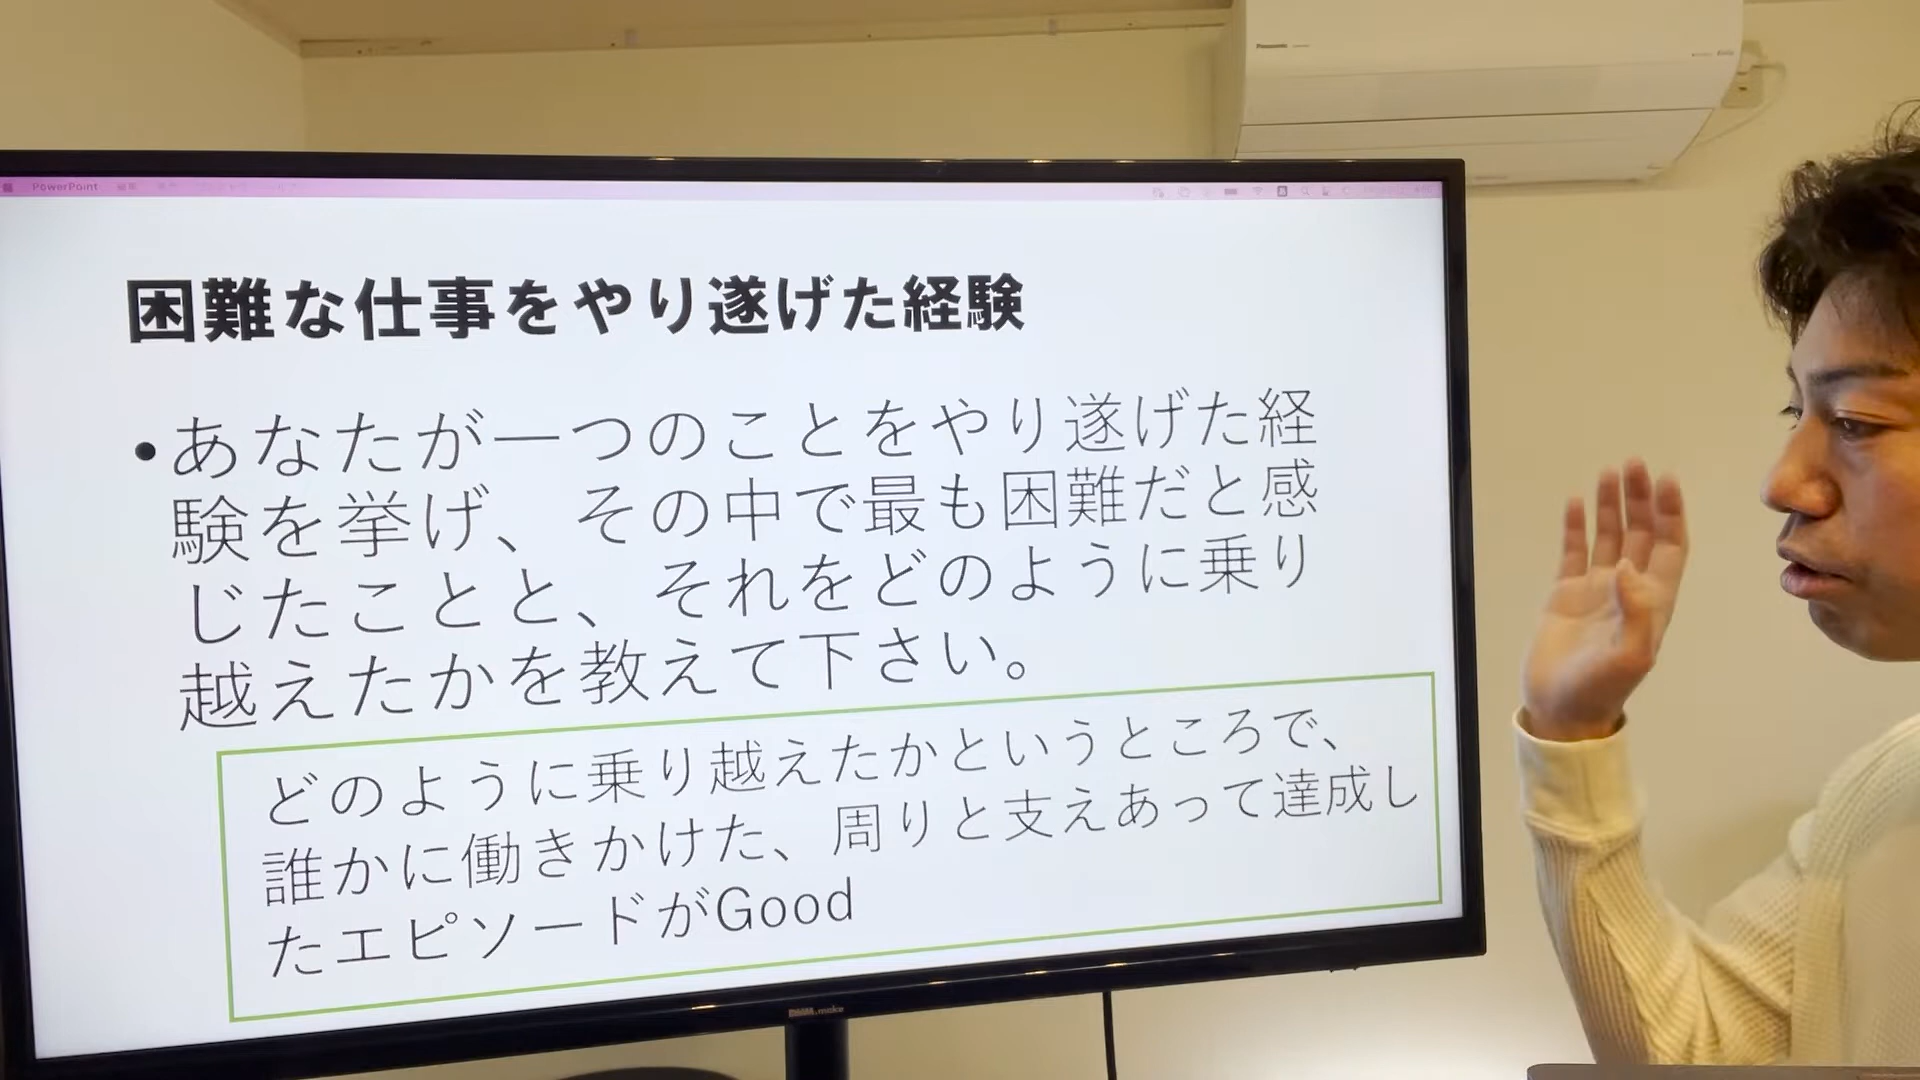 PowerPoint
困難な仕事をやり遂げた経験
•あなたが一つのことをやり遂げた経
験を挙げ、その中で最も困難だと感
じたことと、それをどのように乗り
越えたかを教えて下さい。
どのように乗り越えたかというところで、
誰かに働きかけた、周りと支えあって達成し
たエピソードがGood
Panasonic
DMM.make